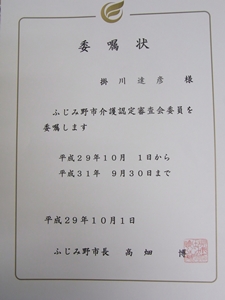 委嘱状
掛川達彦 様
ふじみ野市介護認定審査会委員を
委嘱します
平成29年10月 1日から
平成31年 9月30日まで
平成29年10月1日
ふじみ野市長 高畑 博